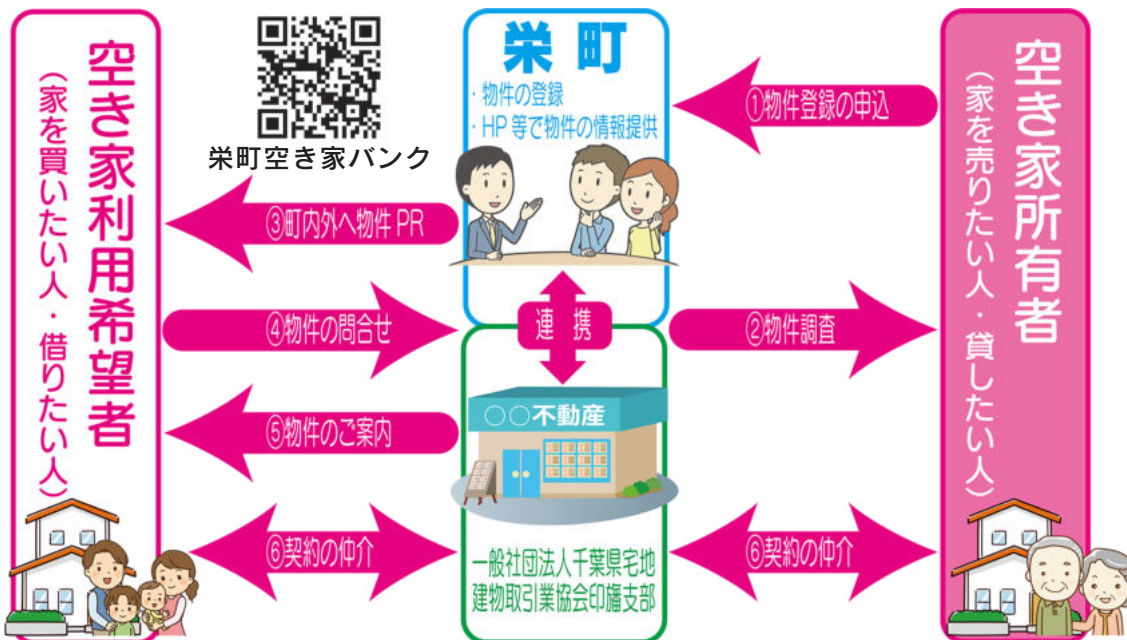 空き家利用希望者
（家を買いたい人・借りたい人）
栄町空き家バンク
栄町
・物件の登録
・HP等で物件の情報提供
①物件登録の申込
空き家所有者
（家を売りたい人・貸したい人）
③町内外へ物件PR
連携
④物件の問合せ
②物件調査
⑤物件のご案内
○○不動産
⑥契約の仲介
⑥契約の仲介
一般社団法人千葉県宅地
建物取引業協会印旛支部